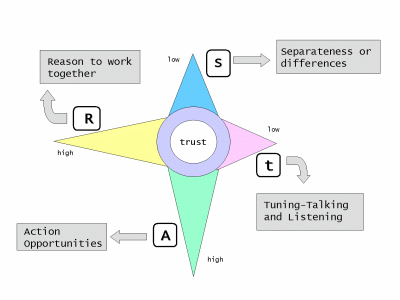 low
S
Separateness or
differences
Reason to work
together
R
high
trust
low
t
Tuning-Talking
and Listening
Action
Opportunities
A
high